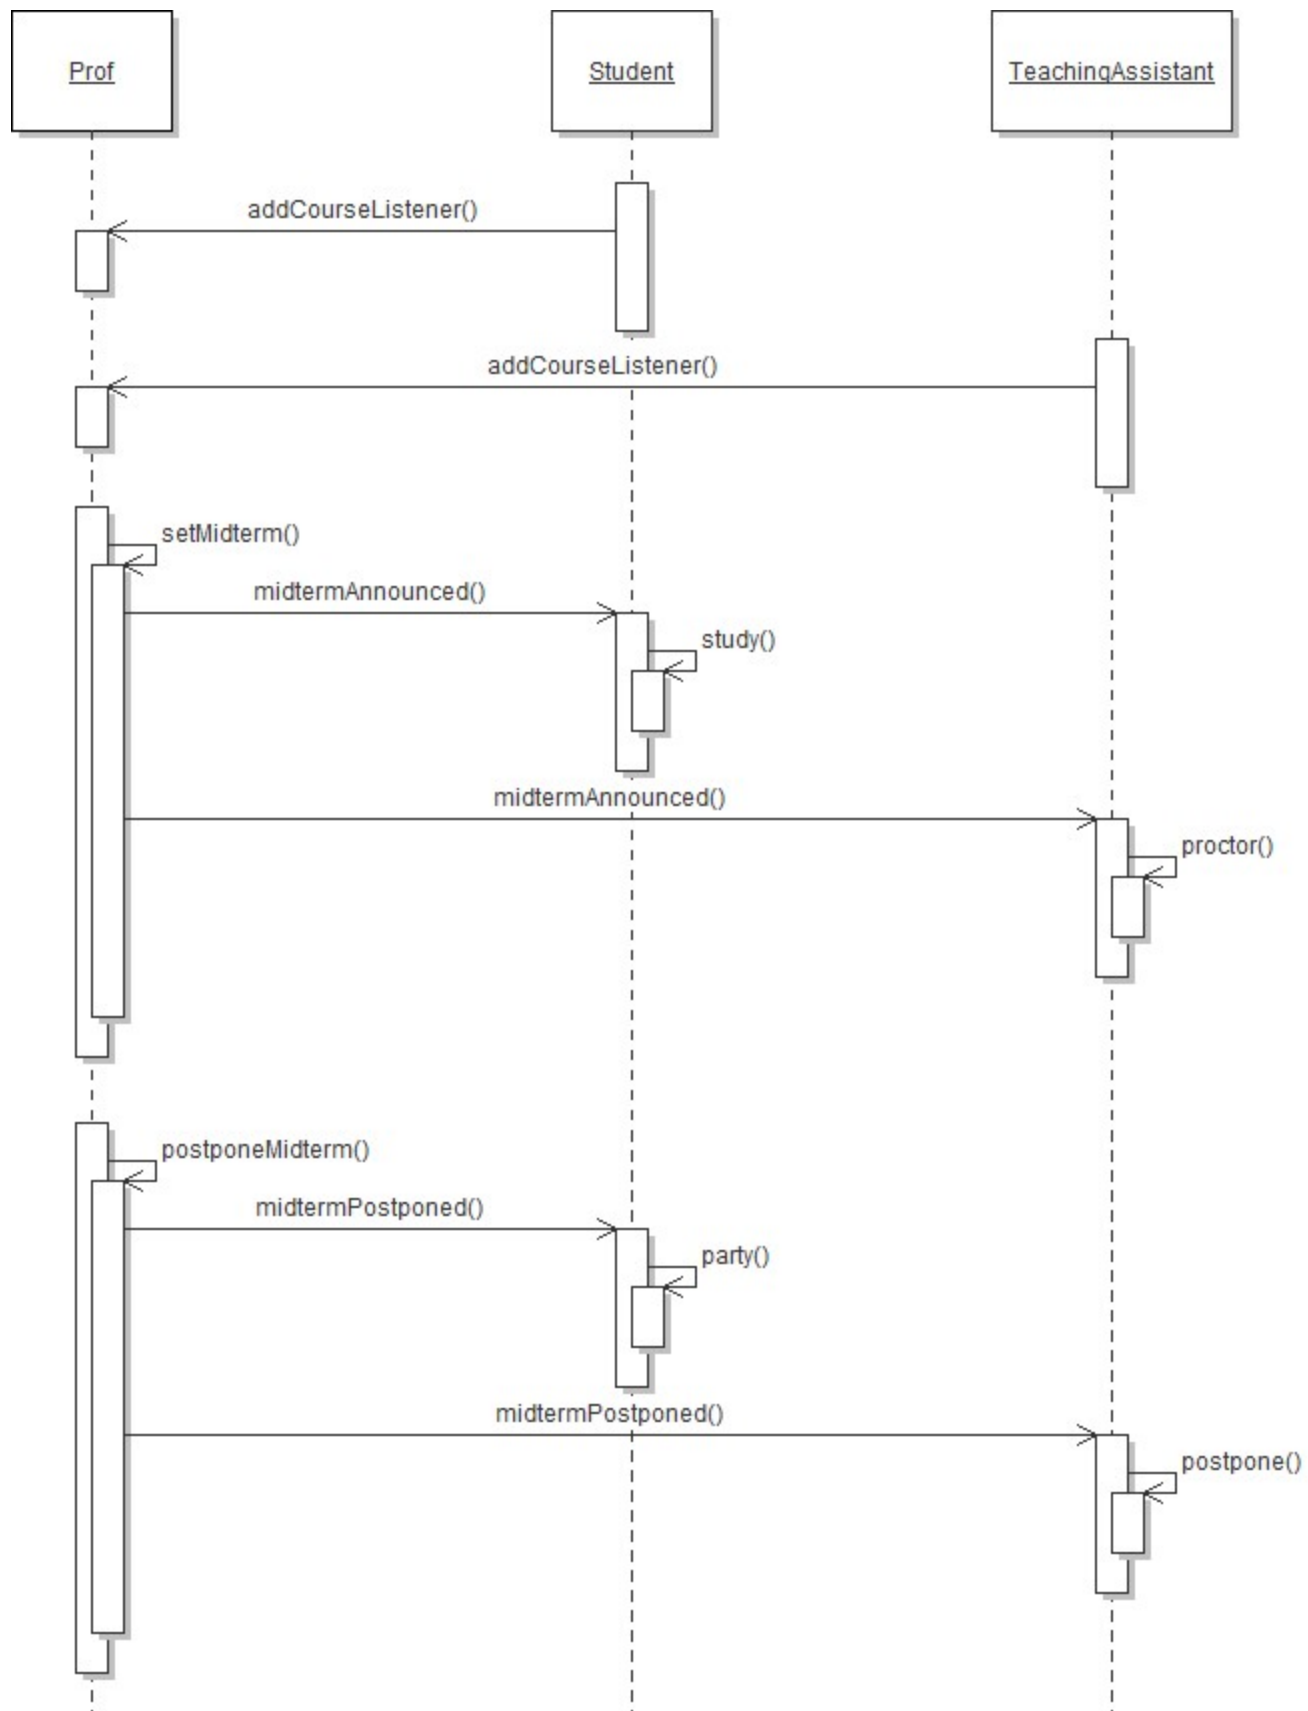 Prof
Student
TeachingAssistant
addCourseListener()
addCourseListener()
setMidterm()
midtermAnnounced()
study()
midtermAnnounced()
proctor()
postponeMidterm()
midtermPostponed()
party()
midtermPostponed()
postpone()